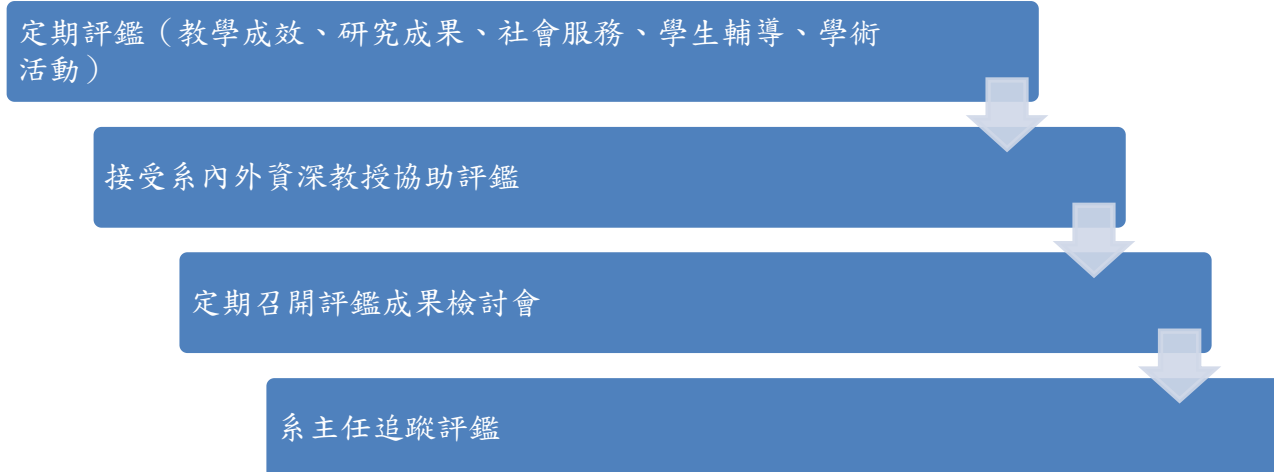 定期評鑑（教學成效、研究成果、社會服務、學生輔導、學術
活動）
接受系內外資深教授協助評鑑
定期召開評鑑成果檢討會
系主任追蹤評鑑